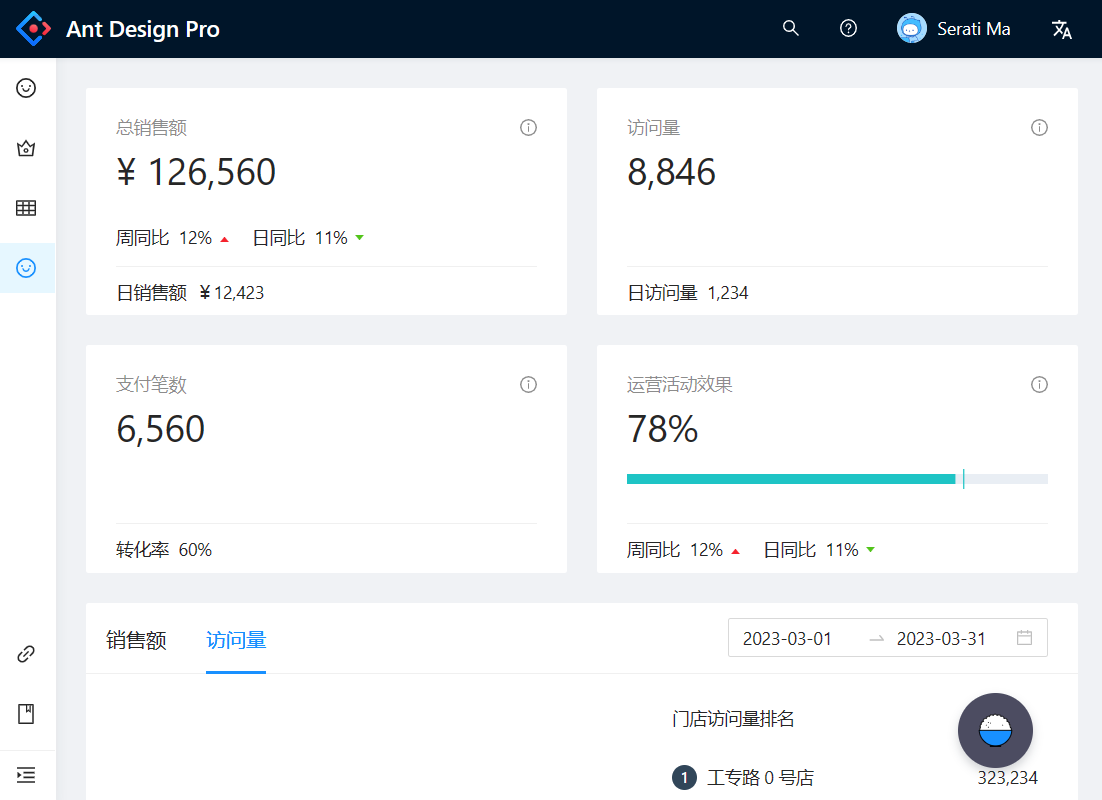 Ant Design Pro
Serati Ma
总销售额
¥ 126,560
周同比 12% 日同比 11%
日销售额 ¥12,423
访问量
8,846
日访问量 1,234
支付笔数
6,560
转化率 60%
运营活动效果
78%
周同比 12% 日同比 11%
销售额 访问量
2023-03-01 2023-03-31
门店访问量排名
1 工专路 0 号店 323,234